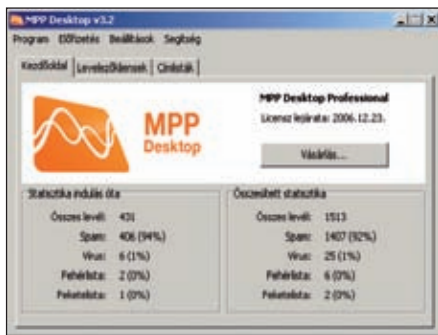 MPP Desktop v3.2
Program Előfizetés Beállítások Segítség
Kezdőoldal Levelezőkliensek Címlisták
MPP
Desktop
MPP Desktop Professional
Licensz lejárata: 2006.12.23.
Vásárlás...
Statisztika indulás óta
Összes levél: 431
Spam: 406 (94%)
Vírus: 6 (1%)
Fehérlista: 2 (0%)
Feketelista: 1 (0%)
Összesített statisztika
Összes levél: 1513
Spam: 1407 (92%)
Vírus: 25 (1%)
Fehérlista: 6 (0%)
Feketelista: 2 (0%)